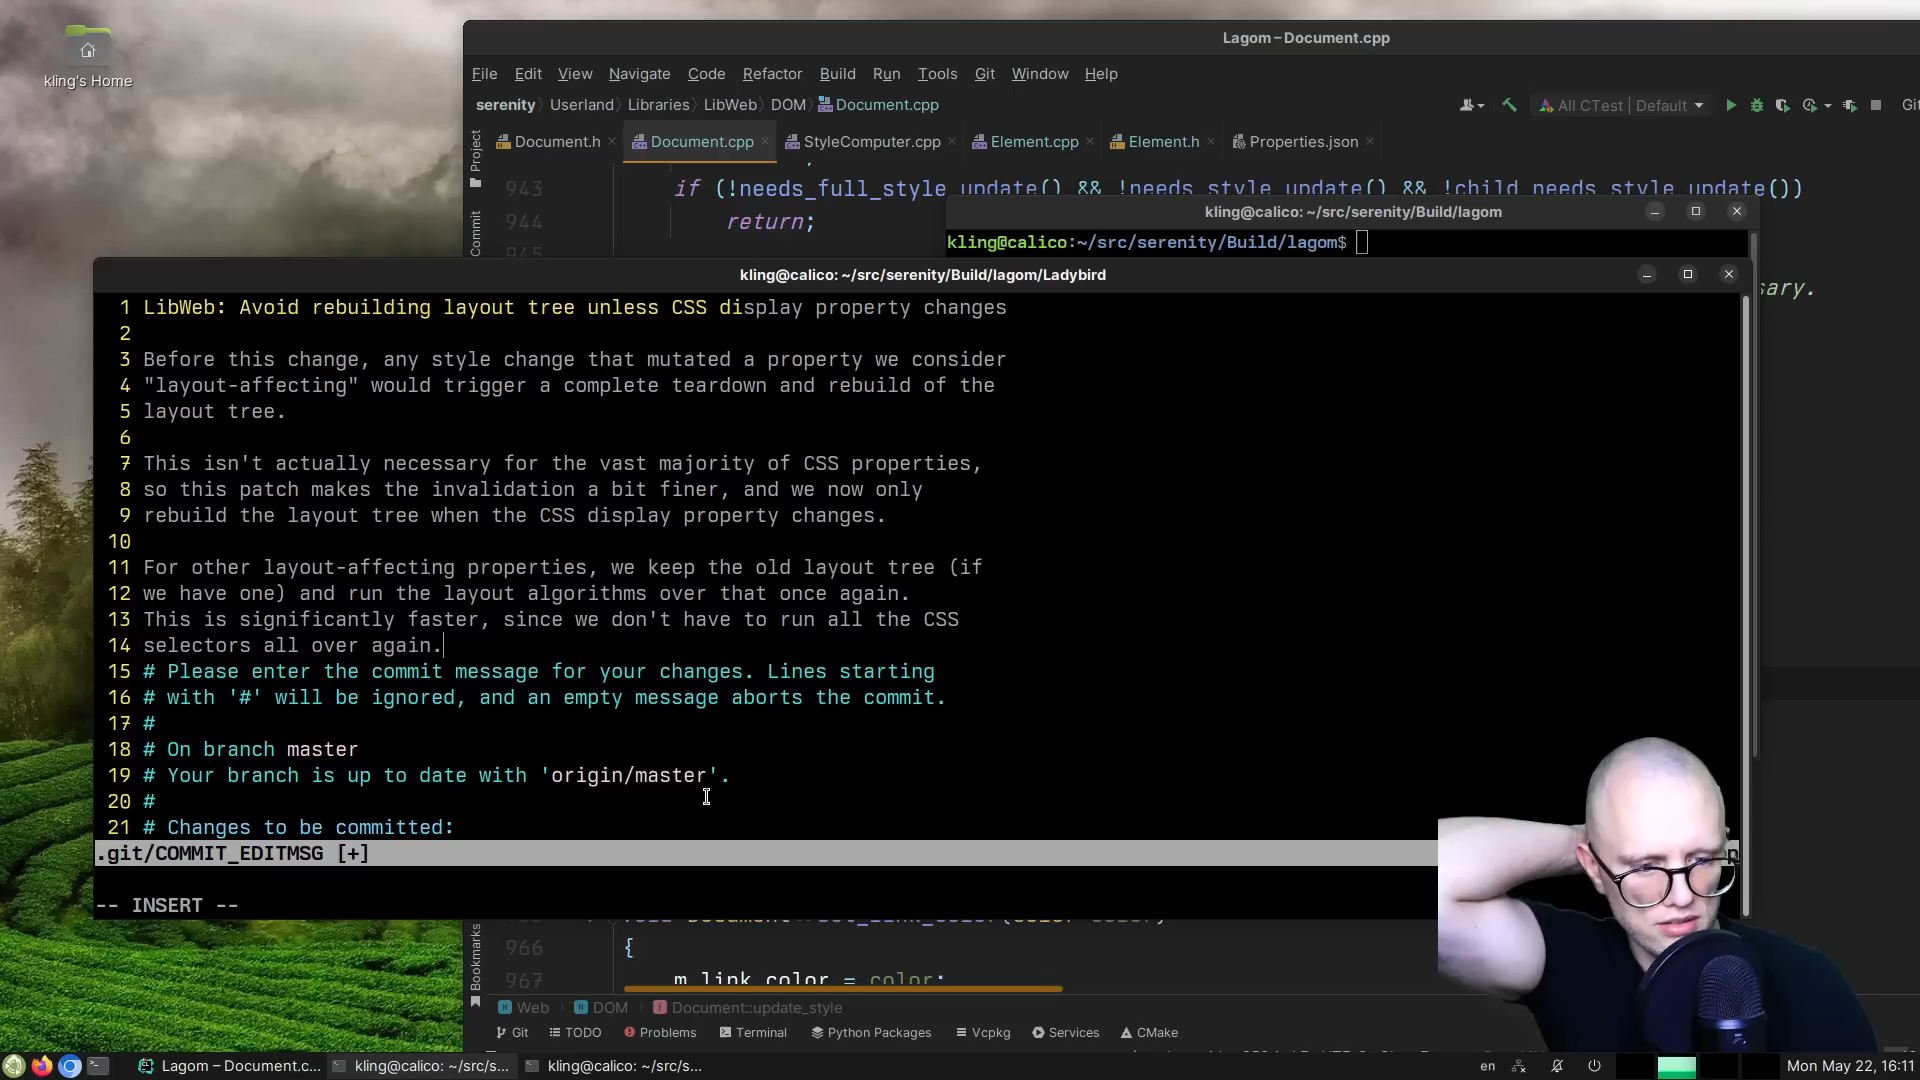 kling's Home
Lagom – Document.cpp
File Edit View Navigate Code Refactor Build Run Tools Git Window Help
serenity Userland Libraries LibWeb DOM Document.cpp
All CTest | Default
Git
Project
Commit
Document.h Document.cpp StyleComputer.cpp Element.cpp Element.h Properties.json
943 if (!needs_full_style_update() && !needs_style_update() && !child_needs_style_update())
944 return;
945
kling@calico: ~/src/serenity/Build/lagom
kling@calico:~/src/serenity/Build/lagom$
kling@calico: ~/src/serenity/Build/lagom/Ladybird
1 LibWeb: Avoid rebuilding layout tree unless CSS display property changes
2
3 Before this change, any style change that mutated a property we consider
4 "layout-affecting" would trigger a complete teardown and rebuild of the
5 layout tree.
6
7 This isn't actually necessary for the vast majority of CSS properties,
8 so this patch makes the invalidation a bit finer, and we now only
9 rebuild the layout tree when the CSS display property changes.
10
11 For other layout-affecting properties, we keep the old layout tree (if
12 we have one) and run the layout algorithms over that once again.
13 This is significantly faster, since we don't have to run all the CSS
14 selectors all over again.
15 # Please enter the commit message for your changes. Lines starting
16 # with '#' will be ignored, and an empty message aborts the commit.
17 #
18 # On branch master
19 # Your branch is up to date with 'origin/master'.
20 #
21 # Changes to be committed:
.git/COMMIT_EDITMSG [+]
-- INSERT --
966 {
967 m_link_color = color;
Bookmarks
Web DOM Document::update_style
Git TODO Problems Terminal Python Packages Vcpkg Services CMake
Lagom – Document.c... kling@calico: ~/src/s... kling@calico: ~/src/s...
en Mon May 22, 16:11